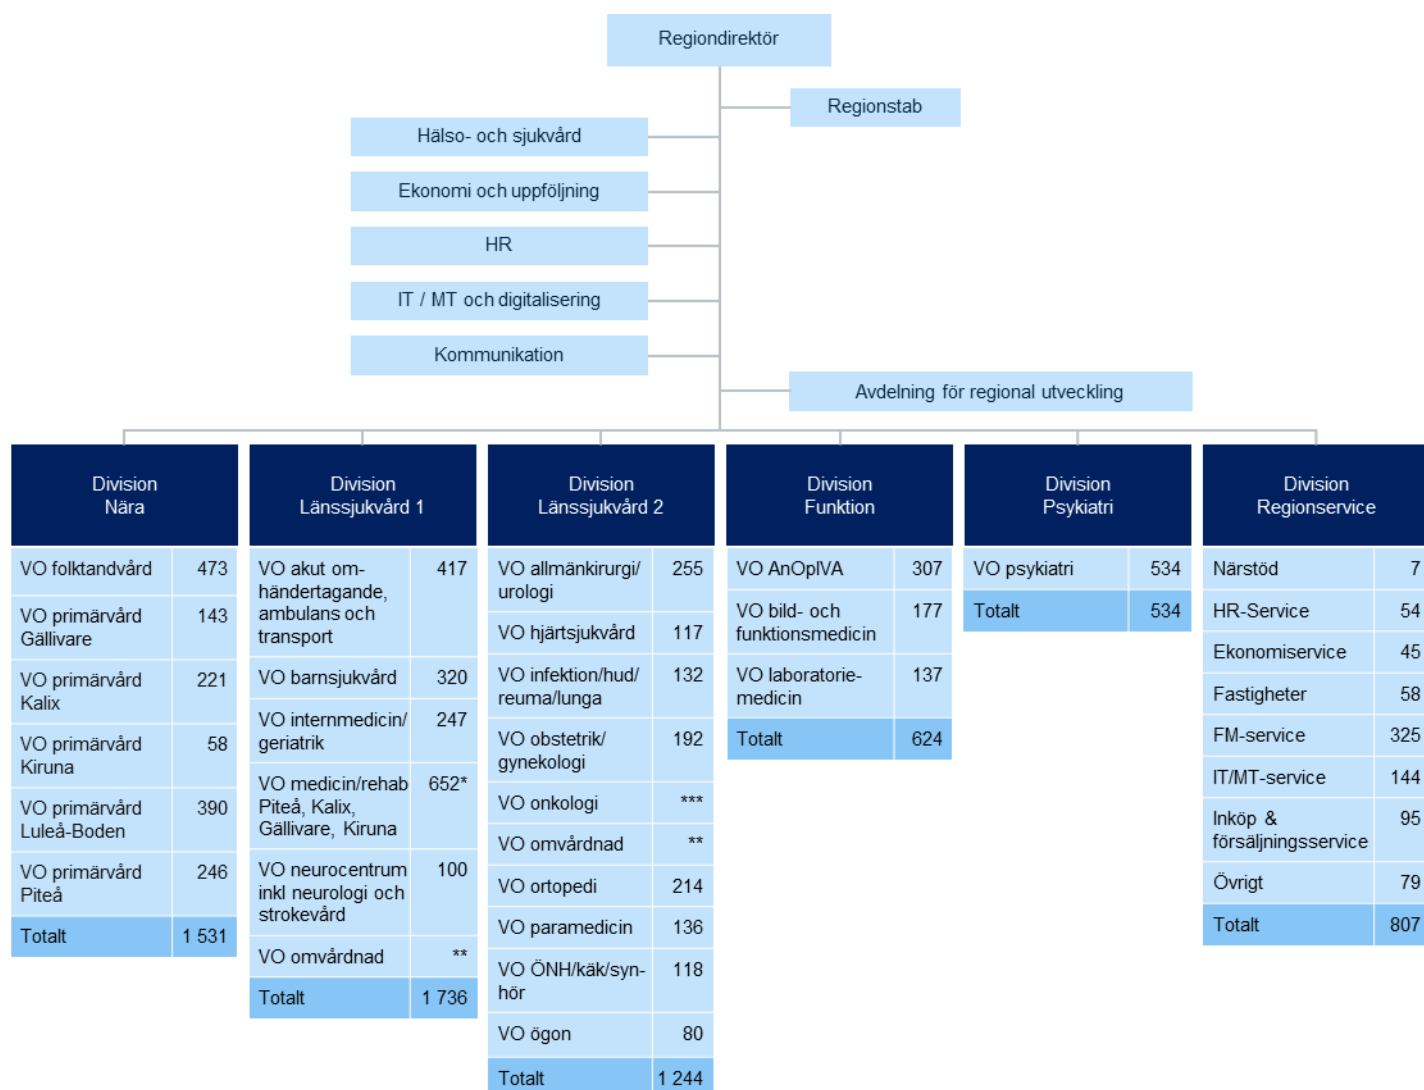 Regiondirektör
Regionstab
Hälso- och sjukvård
Ekonomi och uppföljning
HR
IT / MT och digitalisering
Kommunikation
Avdelning för regional utveckling
Division
Nära
VO folktandvård 473
VO primärvård 143
Gällivare
VO primärvård 221
Kalix
VO primärvård 58
Kiruna
VO primärvård 390
Luleå-Boden
VO primärvård 246
Piteå
Totalt 1 531
Division
Länssjukvård 1
VO akut om- 417
händertagande,
ambulans och
transport
VO barnsjukvård 320
VO internmedicin/ 247
geriatrik
VO medicin/rehab 652*
Piteå, Kalix,
Gällivare, Kiruna
VO neurocentrum 100
inkl neurologi och
strokevård
VO omvårdnad **
Totalt 1 736
Division
Länssjukvård 2
VO allmänkirurgi/ 255
urologi
VO hjärtsjukvård 117
VO infektion/hud/ 132
reuma/lunga
VO obstetrik/ 192
gynekologi
VO onkologi ***
VO omvårdnad **
VO ortopedi 214
VO paramedicin 136
VO ÖNH/käk/syn- 118
hör
VO ögon 80
Totalt 1 244
Division
Funktion
VO AnOpIVA 307
VO bild- och 177
funktionsmedicin
VO laboratorie- 137
medicin
Totalt 624
Division
Psykiatri
VO psykiatri 534
Totalt 534
Division
Regionservice
Närstöd 7
HR-Service 54
Ekonomiservice 45
Fastigheter 58
FM-service 325
IT/MT-service 144
Inköp & 95
försäljningsservice
Övrigt 79
Totalt 807